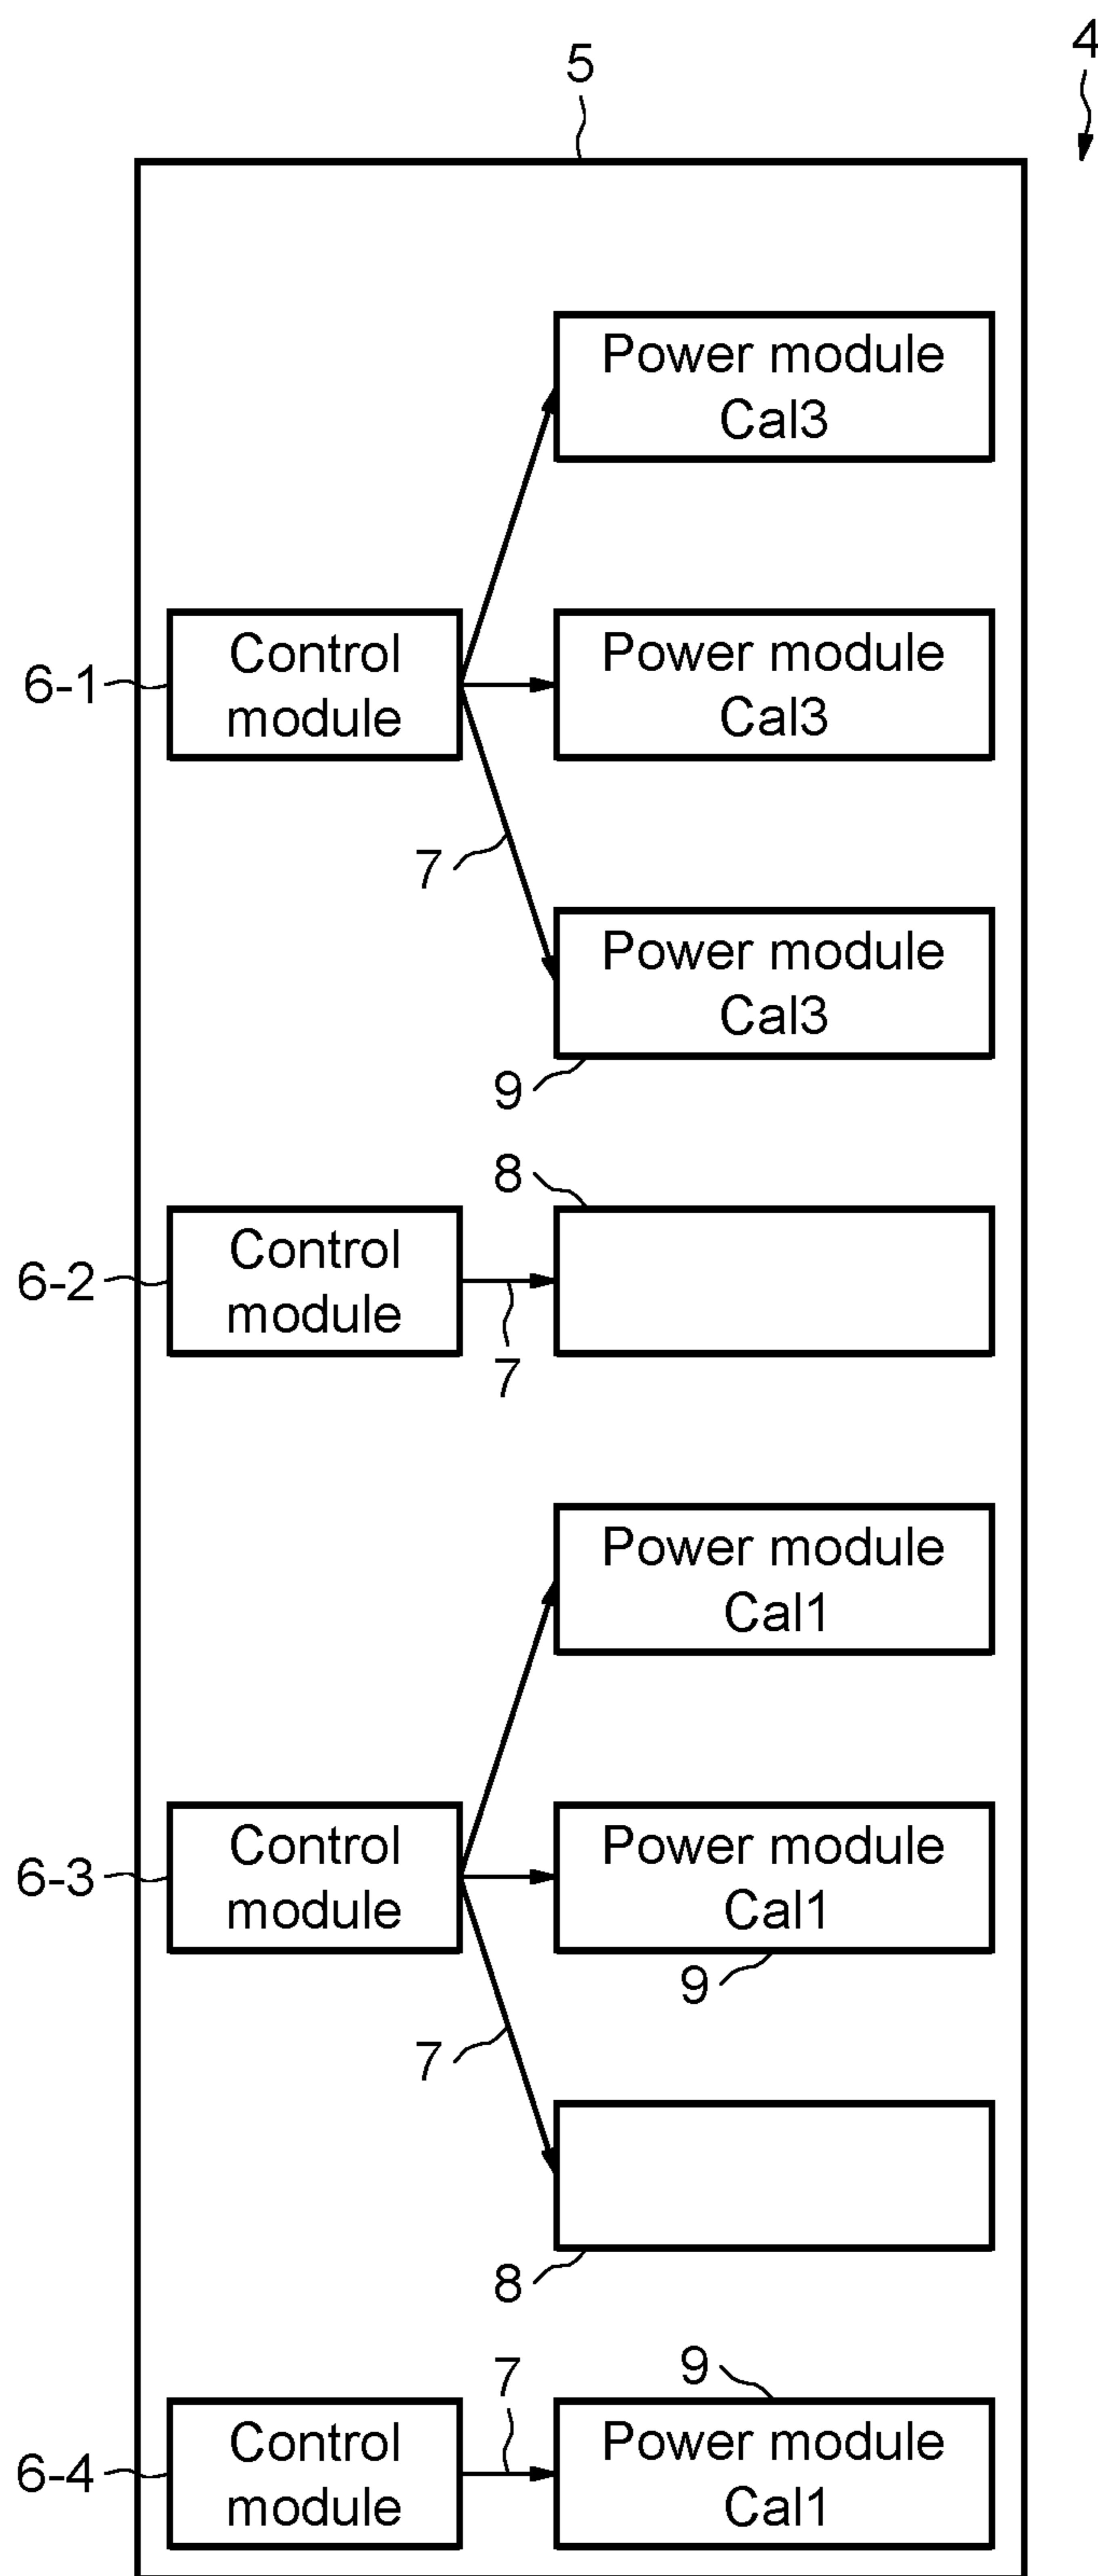 4
5
Power module
Cal3
Control
module
6-1
Power module
Cal3
7
Power module
Cal3
9
8
Control
module
6-2
7
Power module
Cal1
Control
module
6-3
Power module
Cal1
9
7
8
9
7
Control
module
6-4
Power module
Cal1